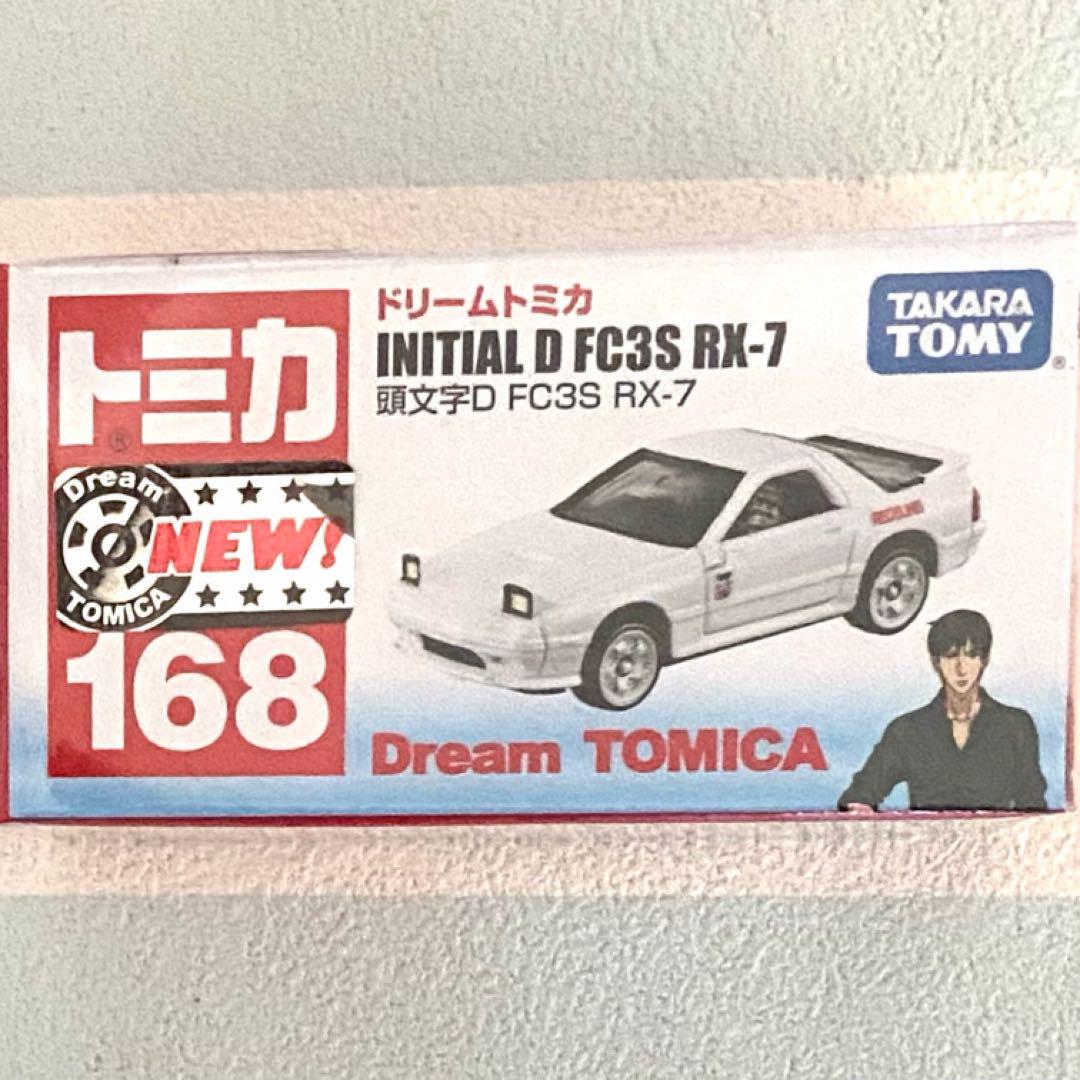 トミカ
®
Dream
NEW!
TOMICA
168
ドリームトミカ
INITIAL D FC3S RX-7
頭文字D FC3S RX-7
TAKARA
TOMY
®
Dream TOMICA